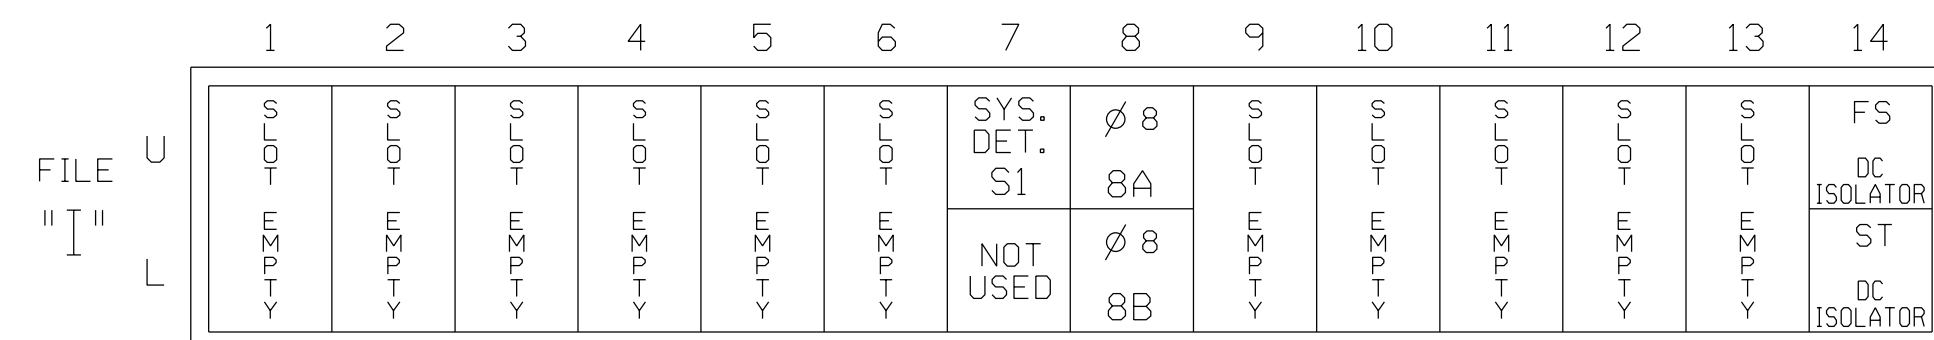 1 2 3 4 5 6 7 8 9 10 11 12 13 14
FILE
"I"
U
L
SLOT EMPTY
SLOT EMPTY
SLOT EMPTY
SLOT EMPTY
SLOT EMPTY
SLOT EMPTY
SYS.
DET.
S1
NOT
USED
Ø 8
8A
Ø 8
8B
SLOT EMPTY
SLOT EMPTY
SLOT EMPTY
SLOT EMPTY
SLOT EMPTY
FS
DC
ISOLATOR
ST
DC
ISOLATOR